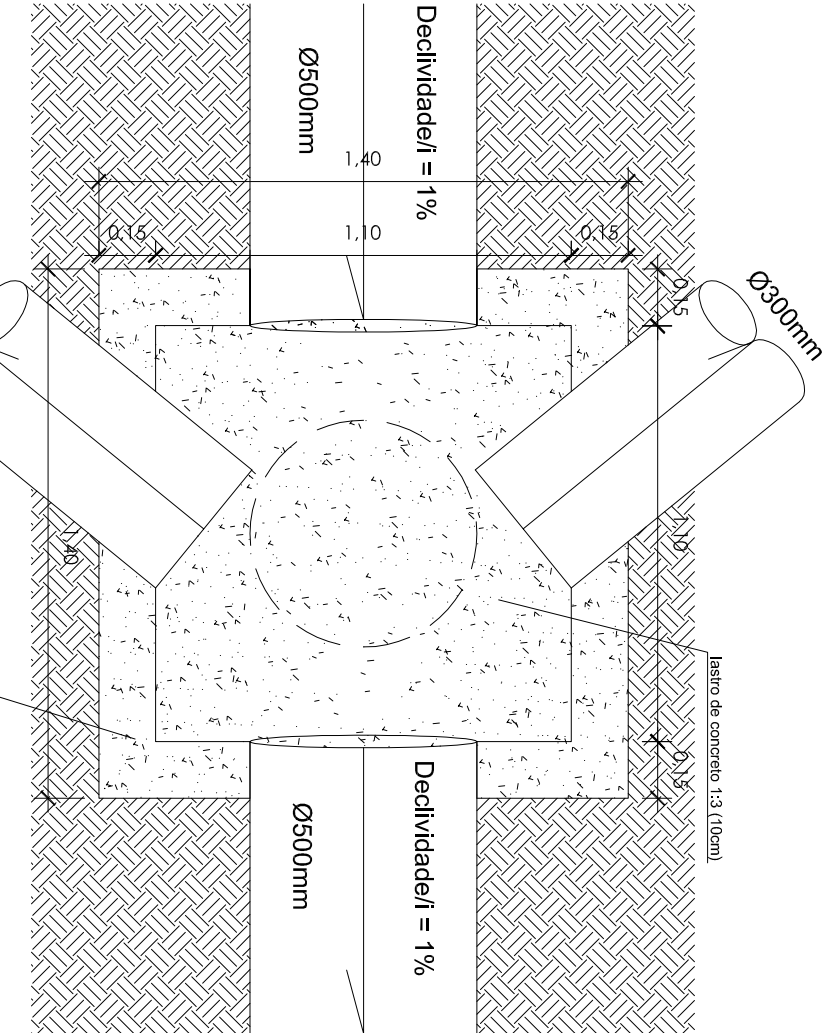 Declividade/i = 1%
Ø500mm
1,40
0,15
1,10
0,15
Ø300mm
0,15
1,10
1,40
lastro de concreto 1:3 (10cm)
0,15
Declividade/i = 1%
Ø500mm